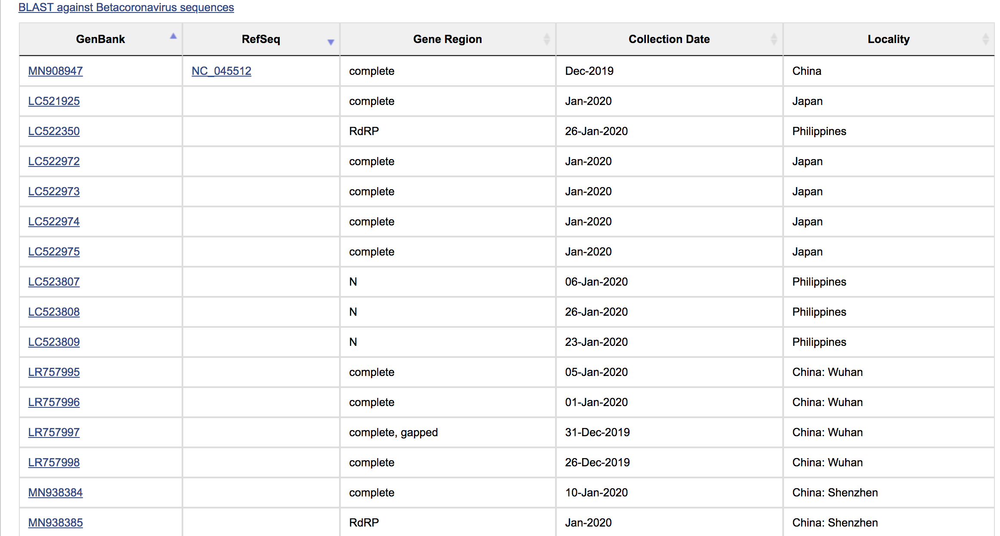 BLAST against Betacoronavirus sequences
GenBank RefSeq Gene Region Collection Date Locality
MN908947 NC_045512 complete Dec-2019 China
LC521925 complete Jan-2020 Japan
LC522350 RdRP 26-Jan-2020 Philippines
LC522972 complete Jan-2020 Japan
LC522973 complete Jan-2020 Japan
LC522974 complete Jan-2020 Japan
LC522975 complete Jan-2020 Japan
LC523807 N 06-Jan-2020 Philippines
LC523808 N 26-Jan-2020 Philippines
LC523809 N 23-Jan-2020 Philippines
LR757995 complete 05-Jan-2020 China: Wuhan
LR757996 complete 01-Jan-2020 China: Wuhan
LR757997 complete, gapped 31-Dec-2019 China: Wuhan
LR757998 complete 26-Dec-2019 China: Wuhan
MN938384 complete 10-Jan-2020 China: Shenzhen
MN938385 RdRP Jan-2020 China: Shenzhen